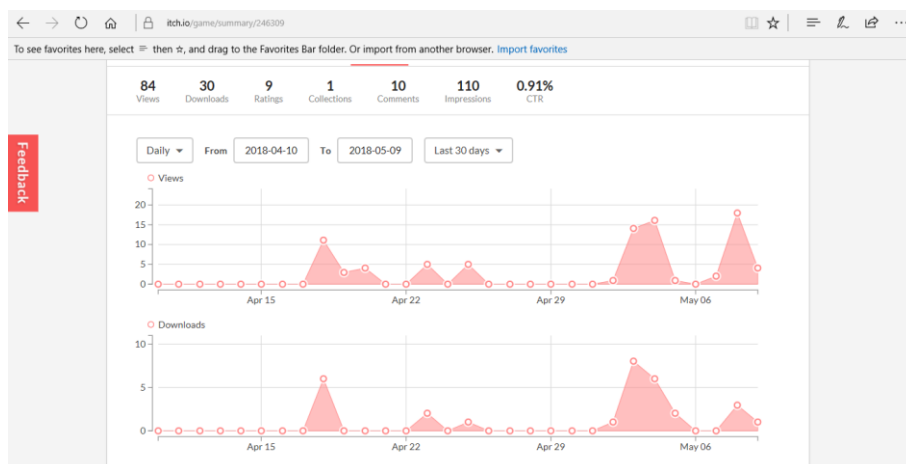 itch.io/game/summary/246309
To see favorites here, select then ☆, and drag to the Favorites Bar folder. Or import from another browser. Import favorites
84 30 9 1 10 110 0.91%
Views Downloads Ratings Collections Comments Impressions CTR
Feedback
Daily From 2018-04-10 To 2018-05-09 Last 30 days
Views
20
15
10
5
0
Apr 15 Apr 22 Apr 29 May 06
Downloads
10
5
0
Apr 15 Apr 22 Apr 29 May 06